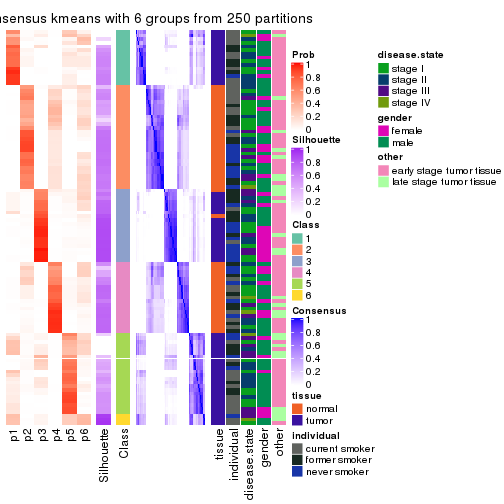 nsensus kmeans with 6 groups from 250 partitions
Prob
1
0.8
0.6
0.4
0.2
0
Silhouette
1
0.8
0.6
0.4
0.2
0
Class
1
2
3
4
5
6
Consensus
1
0.8
0.6
0.4
0.2
0
tissue
normal
tumor
individual
current smoker
former smoker
never smoker
disease.state
stage I
stage II
stage III
stage IV
gender
female
male
other
early stage tumor tissue
late stage tumor tissue
p1
p2
p3
p4
p5
p6
Silhouette
Class
tissue
individual
disease.state
gender
other